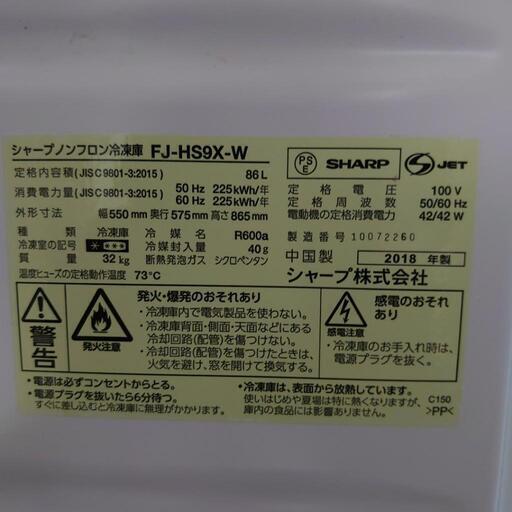 シャープノンフロン冷凍庫 FJ-HS9X-W
定格内容積(JIS C 9801-3:2015) 86L
消費電力量(JIS C 9801-3:2015) 50 Hz 225kWh/年
60 Hz 225kWh/年
外形寸法 幅550mm 奥行575mm 高さ865mm
種類 冷凍庫 冷媒名 R600a
冷凍室の記号 冷媒封入量 40g
質量 32kg 断熱発泡ガス シクロペンタン
温度ヒューズの定格動作温度 73℃
PSE SHARP S JET
定格電圧 100 V
定格周波数 50/60 Hz
電動機の定格消費電力 42/42 W
製造番号 10072260
中国製 2018 年製
シャープ株式会社
警告
発火注意
発火・爆発のおそれあり
・冷凍庫内で電気製品を使わない。
・冷凍庫背面・側面・天面などにある
冷却回路(配管)を傷つけない。
・冷却回路(配管)を傷つけたときは、
火気を避け、窓を開けて換気する。
感電注意
感電のおそれ
あり
・冷凍庫のお手入れ時は、
電源プラグを抜く。
・電源は必ずコンセントからとる。
・電源プラグを抜いたら6分待つ。
すぐに差し込むと冷凍庫に無理がかかります。
・冷凍庫は、表面から放熱しています。
使いはじめや夏場は特に熱くなりますが、
庫内の食品には影響ありません。
C150
>PP<